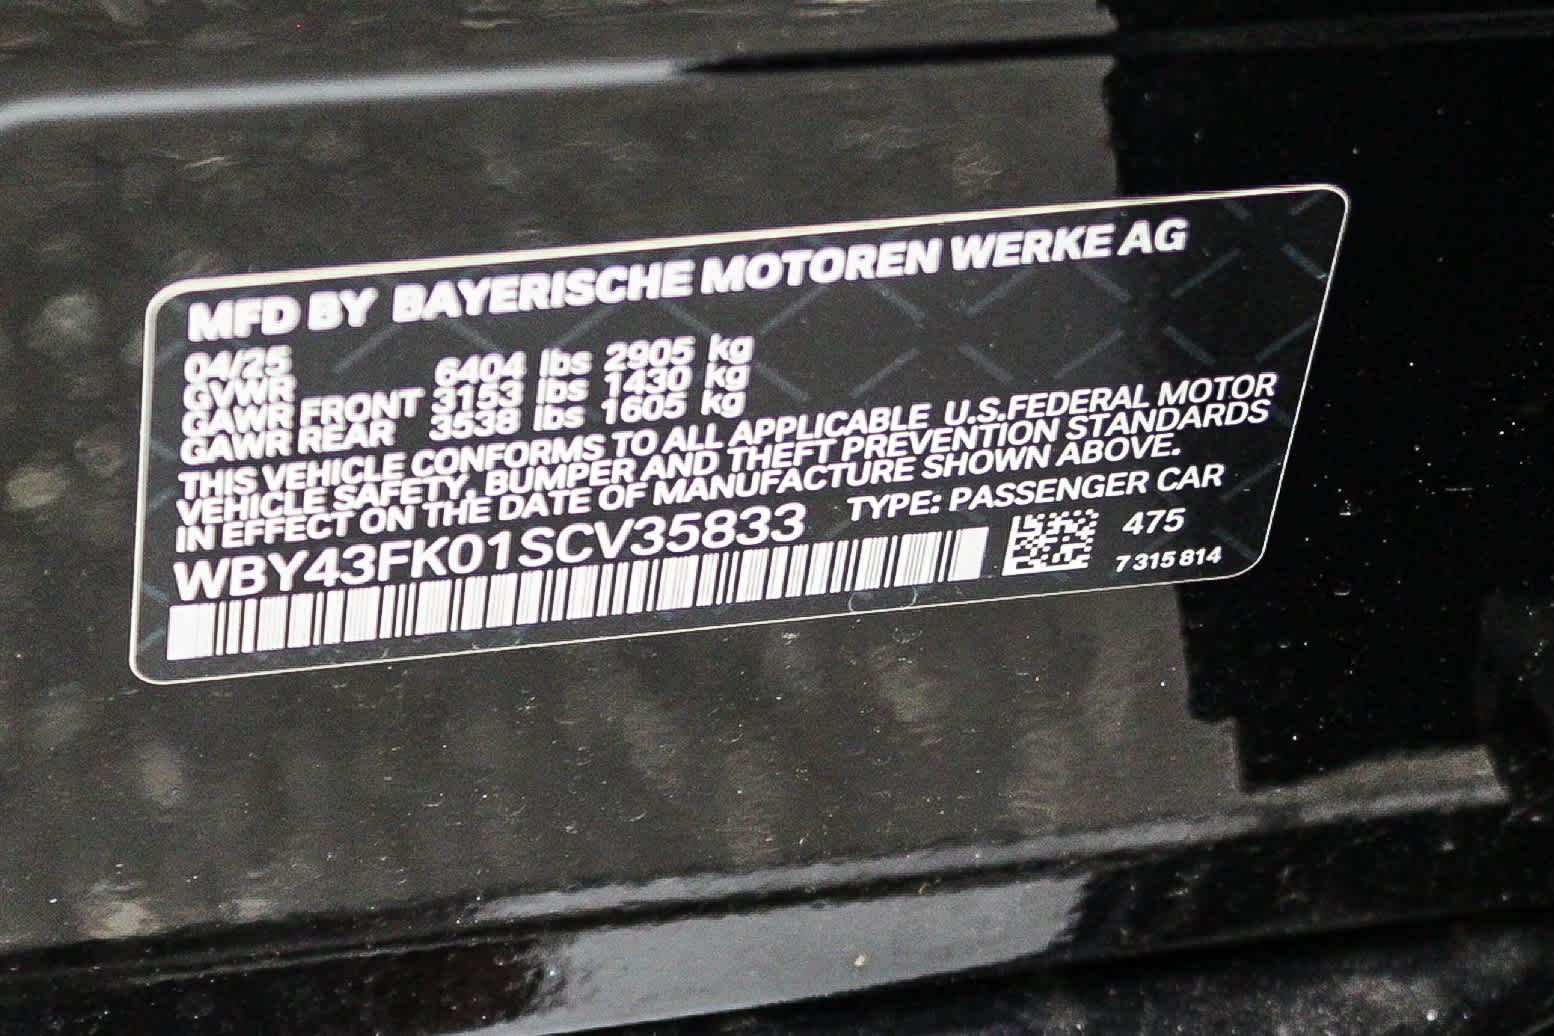 MFD BY BAYERISCHE MOTOREN WERKE AG
04/25
GVWR 6404 lbs 2905 kg
GAWR FRONT 3153 lbs 1430 kg
GAWR REAR 3538 lbs 1605 kg
THIS VEHICLE CONFORMS TO ALL APPLICABLE U.S.FEDERAL MOTOR
VEHICLE SAFETY, BUMPER AND THEFT PREVENTION STANDARDS
IN EFFECT ON THE DATE OF MANUFACTURE SHOWN ABOVE.
WBY43FK01SCV35833 TYPE: PASSENGER CAR
475
7 315 814